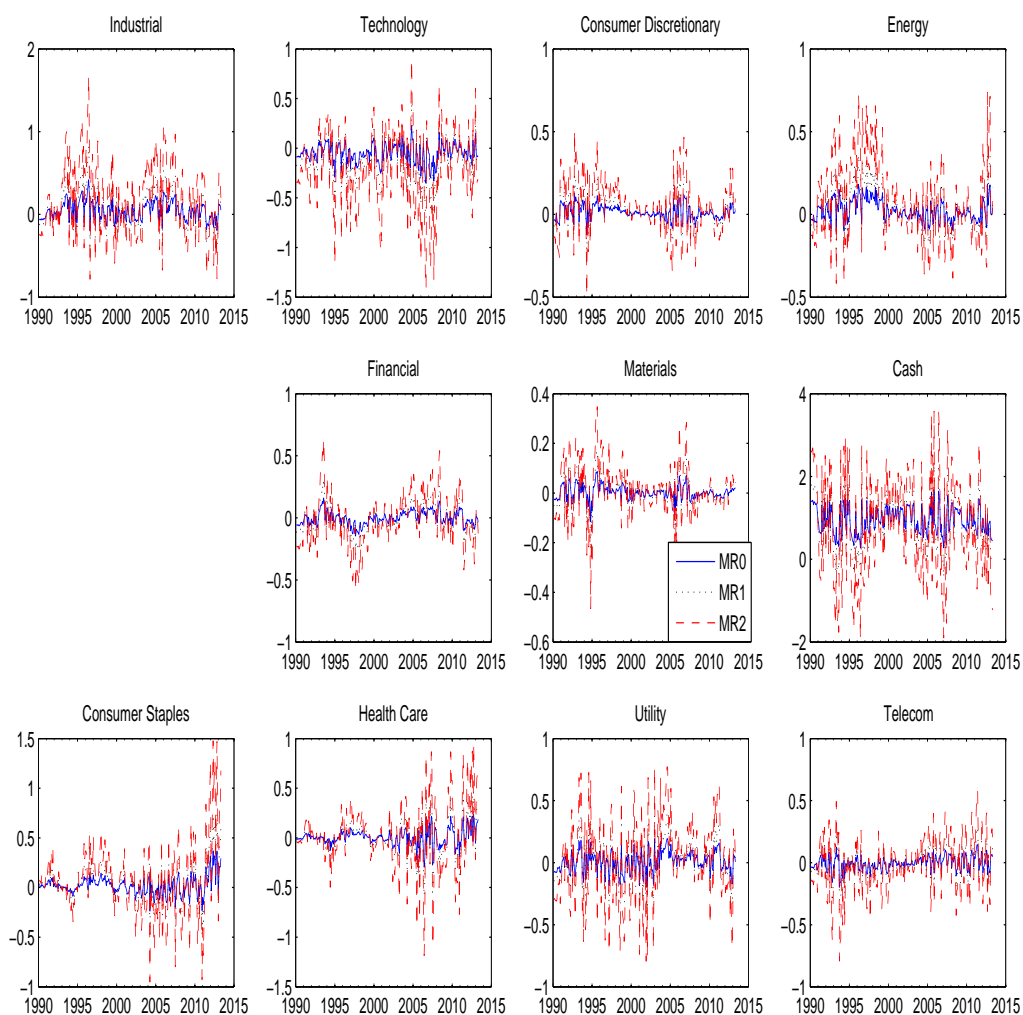 Industrial Technology Consumer Discretionary Energy
2 1 1 1
0.5
1 0 0.5 0.5
−0.5
0 0 0
−1
−1 −1.5 −0.5 −0.5
1990 1995 2000 2005 2010 2015 1990 1995 2000 2005 2010 2015 1990 1995 2000 2005 2010 2015 1990 1995 2000 2005 2010 2015
Financial Materials Cash
1 0.4 4
0.5 0.2 2
0
0 −0.2 0
−0.5 −0.4
−1 −0.6 −2
MR0
MR1
MR2
1990 1995 2000 2005 2010 2015 1990 1995 2000 2005 2010 2015 1990 1995 2000 2005 2010 2015
Consumer Staples Health Care Utility Telecom
1.5 1 1 1
1 0.5 0.5 0.5
0.5 0 0 0
0 −0.5
−0.5 −1 −0.5 −0.5
−1 −1.5 −1 −1
1990 1995 2000 2005 2010 2015 1990 1995 2000 2005 2010 2015 1990 1995 2000 2005 2010 2015 1990 1995 2000 2005 2010 2015